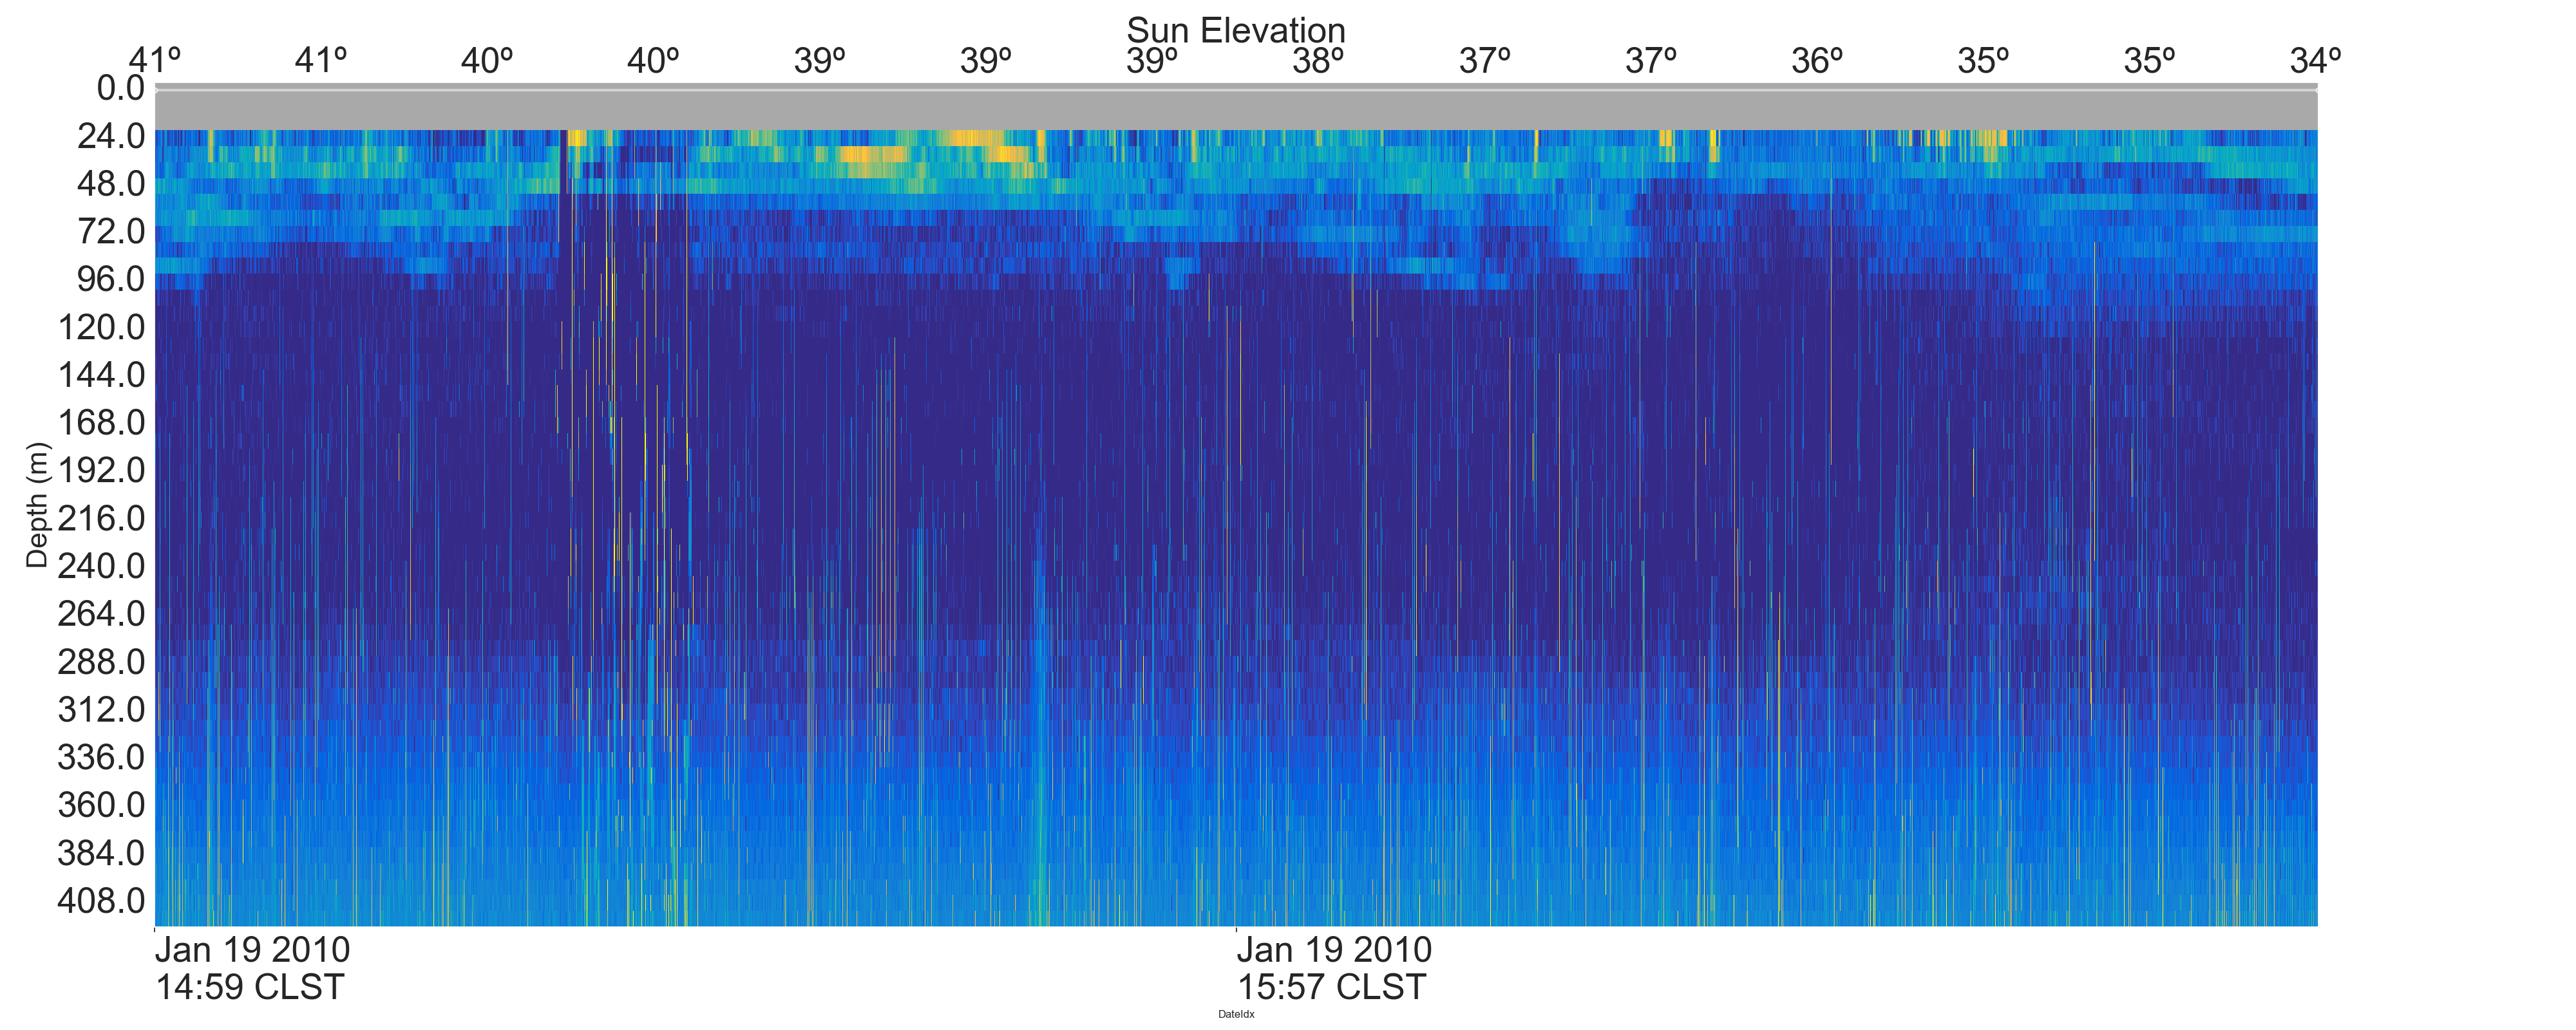 Sun Elevation
41º 41º 40º 40º 39º 39º 39º 38º 37º 37º 36º 35º 35º 34º
0.0
24.0
48.0
72.0
96.0
120.0
144.0
168.0
192.0
216.0
240.0
264.0
288.0
312.0
336.0
360.0
384.0
408.0
Depth (m)
Jan 19 2010
14:59 CLST
Jan 19 2010
15:57 CLST
DateIdx